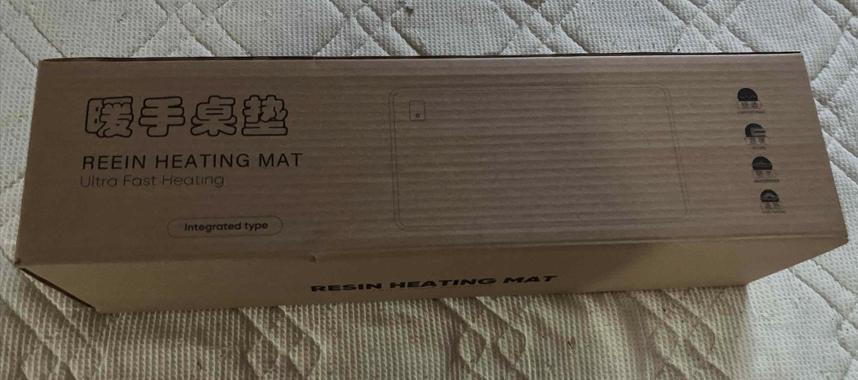 暖手桌垫
REEIN HEATING MAT
Ultra Fast Heating
Integrated type
RESIN HEATING MAT